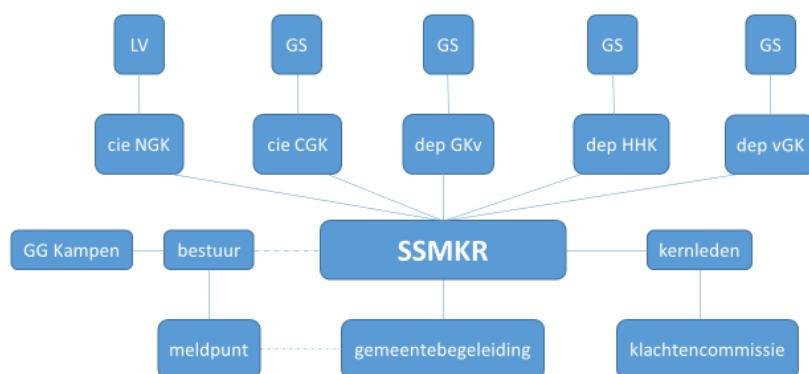 LV GS GS GS GS
cie NGK cie CGK dep GKv dep HHK dep vGK
GG Kampen bestuur SSMKR kernleden
meldpunt gemeentebegeleiding klachtencommissie